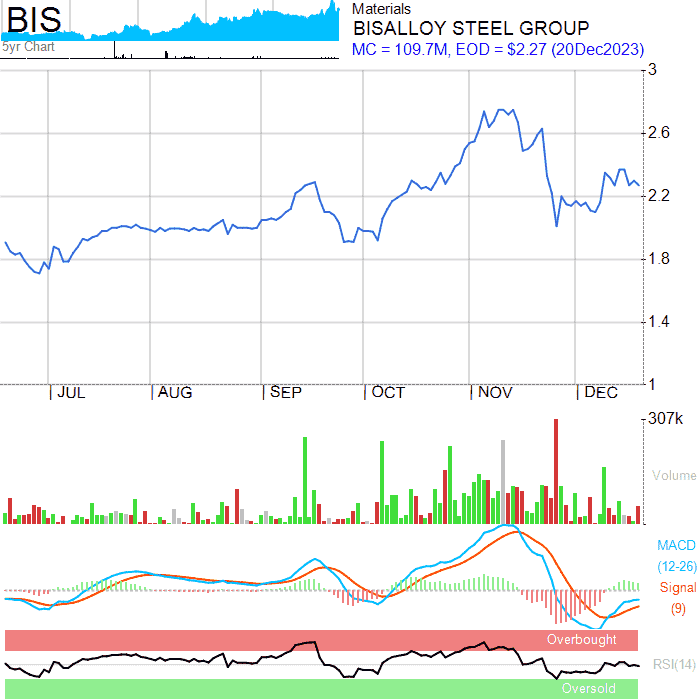 BIS
5yr Chart
Materials
BISALLOY STEEL GROUP
MC = 109.7M, EOD = $2.27 (20Dec2023)
3
2.6
2.2
1.8
1.4
1
JUL AUG SEP OCT NOV DEC
307k
Volume
MACD
(12-26)
Signal
(9)
Overbought
RSI(14)
Oversold